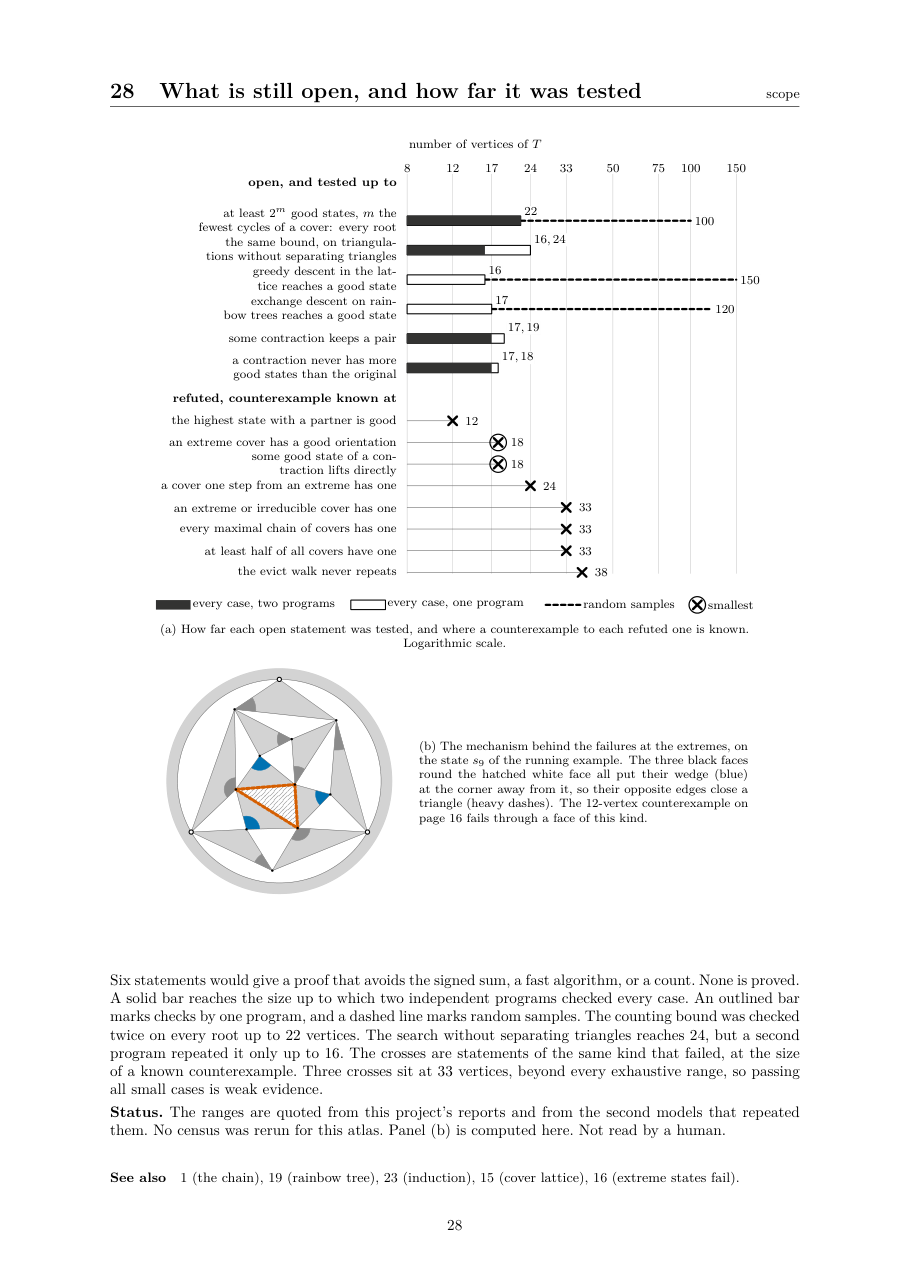 28 What is still open, and how far it was tested scope
number of vertices of T
8 12 17 24 33 50 75 100 150
open, and tested up to
at least 2^m good states, m the
fewest cycles of a cover: every root
22
100
the same bound, on triangula-
tions without separating triangles
16, 24
greedy descent in the lat-
tice reaches a good state
16
150
exchange descent on rain-
bow trees reaches a good state
17
120
some contraction keeps a pair
17, 19
a contraction never has more
good states than the original
17, 18
refuted, counterexample known at
the highest state with a partner is good
12
an extreme cover has a good orientation
18
some good state of a con-
traction lifts directly
18
a cover one step from an extreme has one
24
an extreme or irreducible cover has one
33
every maximal chain of covers has one
33
at least half of all covers have one
33
the evict walk never repeats
38
every case, two programs every case, one program random samples smallest
(a) How far each open statement was tested, and where a counterexample to each refuted one is known.
Logarithmic scale.
(b) The mechanism behind the failures at the extremes, on
the state s₉ of the running example. The three black faces
round the hatched white face all put their wedge (blue)
at the corner away from it, so their opposite edges close a
triangle (heavy dashes). The 12-vertex counterexample on
page 16 fails through a face of this kind.
Six statements would give a proof that avoids the signed sum, a fast algorithm, or a count. None is proved.
A solid bar reaches the size up to which two independent programs checked every case. An outlined bar
marks checks by one program, and a dashed line marks random samples. The counting bound was checked
twice on every root up to 22 vertices. The search without separating triangles reaches 24, but a second
program repeated it only up to 16. The crosses are statements of the same kind that failed, at the size
of a known counterexample. Three crosses sit at 33 vertices, beyond every exhaustive range, so passing
all small cases is weak evidence.
Status. The ranges are quoted from this project's reports and from the second models that repeated
them. No census was rerun for this atlas. Panel (b) is computed here. Not read by a human.
See also 1 (the chain), 19 (rainbow tree), 23 (induction), 15 (cover lattice), 16 (extreme states fail).
28